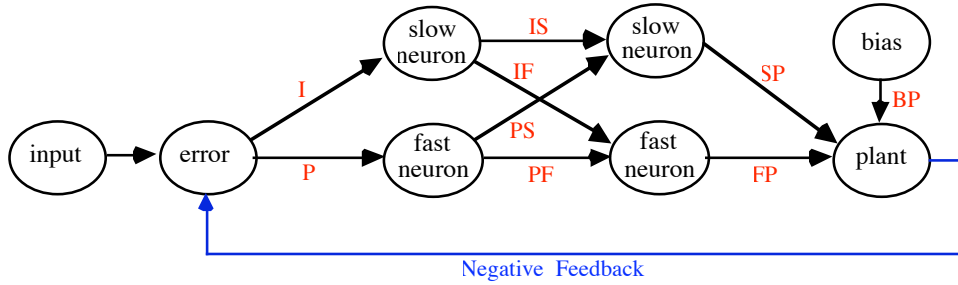 input
error
I
P
slow
neuron
fast
neuron
IS
IF
PS
PF
slow
neuron
fast
neuron
SP
FP
bias
BP
plant
Negative Feedback